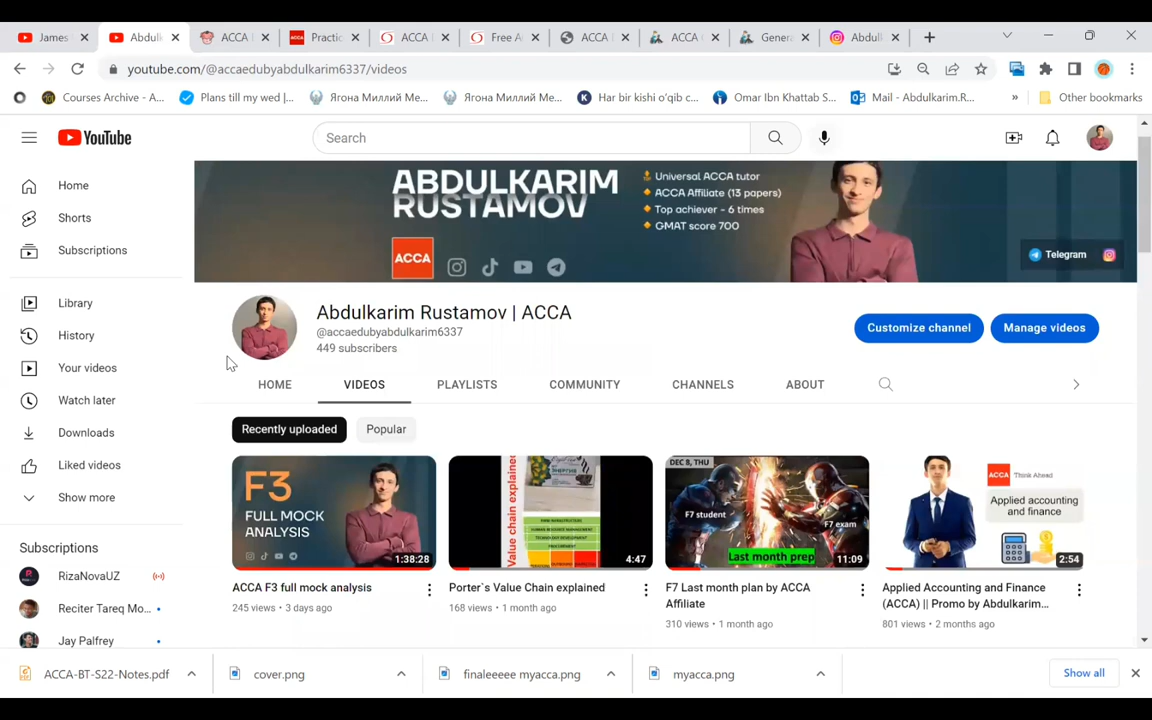 James
Abdulk
ACCA
Practic
ACCA
Free A
ACCA
ACCA
Genera
Abdulk
youtube.com/@accaedubyabdulkarim6337/videos
Courses Archive - A...
Plans till my wed |...
Ягона Миллий Ме...
Ягона Миллий Ме...
Har bir kishi o'qib c...
Omar Ibn Khattab S...
Mail - Abdulkarim.R...
»
Other bookmarks
YouTube
Search
Home
Shorts
Subscriptions
Library
History
Your videos
Watch later
Downloads
Liked videos
Show more
Subscriptions
RizaNovaUZ
Reciter Tareq Mo...
Jay Palfrey
ABDULKARIM
RUSTAMOV
ACCA
Universal ACCA tutor
ACCA Affiliate (13 papers)
Top achiever - 6 times
GMAT score 700
Telegram
Abdulkarim Rustamov | ACCA
@accaedubyabdulkarim6337
449 subscribers
Customize channel
Manage videos
HOME
VIDEOS
PLAYLISTS
COMMUNITY
CHANNELS
ABOUT
Recently uploaded
Popular
F3
FULL MOCK
ANALYSIS
1:38:28
ACCA F3 full mock analysis
245 views • 3 days ago
Value chain explained
4:47
Porter`s Value Chain explained
168 views • 1 month ago
DEC 8, THU
F7 student
F7 exam
Last month prep
11:09
F7 Last month plan by ACCA
Affiliate
310 views • 1 month ago
ACCA
Think Ahead
Applied accounting
and finance
2:54
Applied Accounting and Finance
(ACCA) || Promo by Abdulkarim...
801 views • 2 months ago
ACCA-BT-S22-Notes.pdf
cover.png
finaleeeee myacca.png
myacca.png
Show all